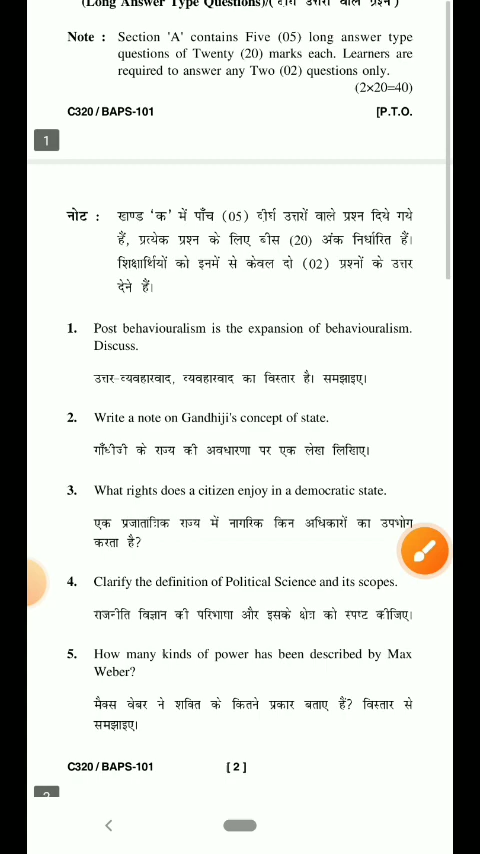 (Long Answer Type Questions)/(दीर्घ उत्तरों वाले प्रश्न)
Note : Section 'A' contains Five (05) long answer type
questions of Twenty (20) marks each. Learners are
required to answer any Two (02) questions only.
(2×20=40)
C320 / BAPS-101 [P.T.O.
1
नोट : खण्ड ‘क’ में पाँच (05) दीर्घ उत्तरों वाले प्रश्न दिये गये
हैं, प्रत्येक प्रश्न के लिए बीस (20) अंक निर्धारित हैं।
शिक्षार्थियों को इनमें से केवल दो (02) प्रश्नों के उत्तर
देने हैं।
1. Post behaviouralism is the expansion of behaviouralism.
Discuss.
उत्तर-व्यवहारवाद, व्यवहारवाद का विस्तार है। समझाइए।
2. Write a note on Gandhiji's concept of state.
गाँधीजी के राज्य की अवधारणा पर एक लेख लिखिए।
3. What rights does a citizen enjoy in a democratic state.
एक प्रजातांत्रिक राज्य में नागरिक किन अधिकारों का उपभोग
करता है?
4. Clarify the definition of Political Science and its scopes.
राजनीति विज्ञान की परिभाषा और इसके क्षेत्र को स्पष्ट कीजिए।
5. How many kinds of power has been described by Max
Weber?
मैक्स वेबर ने शक्ति के कितने प्रकार बताए हैं? विस्तार से
समझाइए।
C320 / BAPS-101 [ 2 ]
2